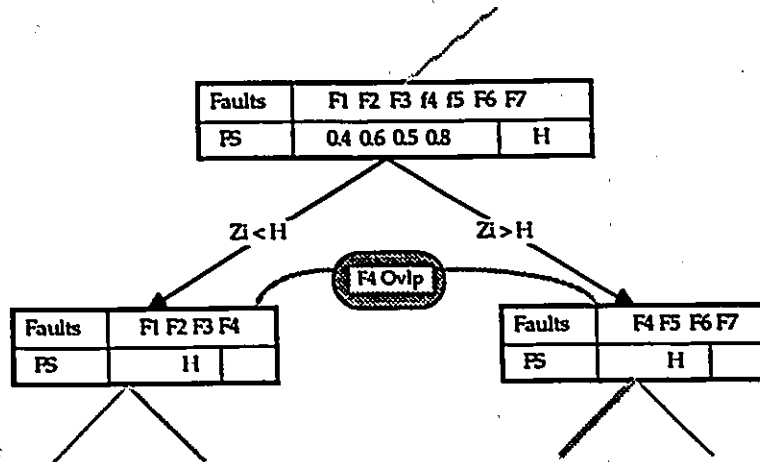 Faults F1 F2 F3 f4 f5 F6 F7
PS 0.4 0.6 0.5 0.8 H
Zi < H Zi > H
F4 Ovlp
Faults F1 F2 F3 F4
PS H
Faults F4 F5 F6 F7
PS H